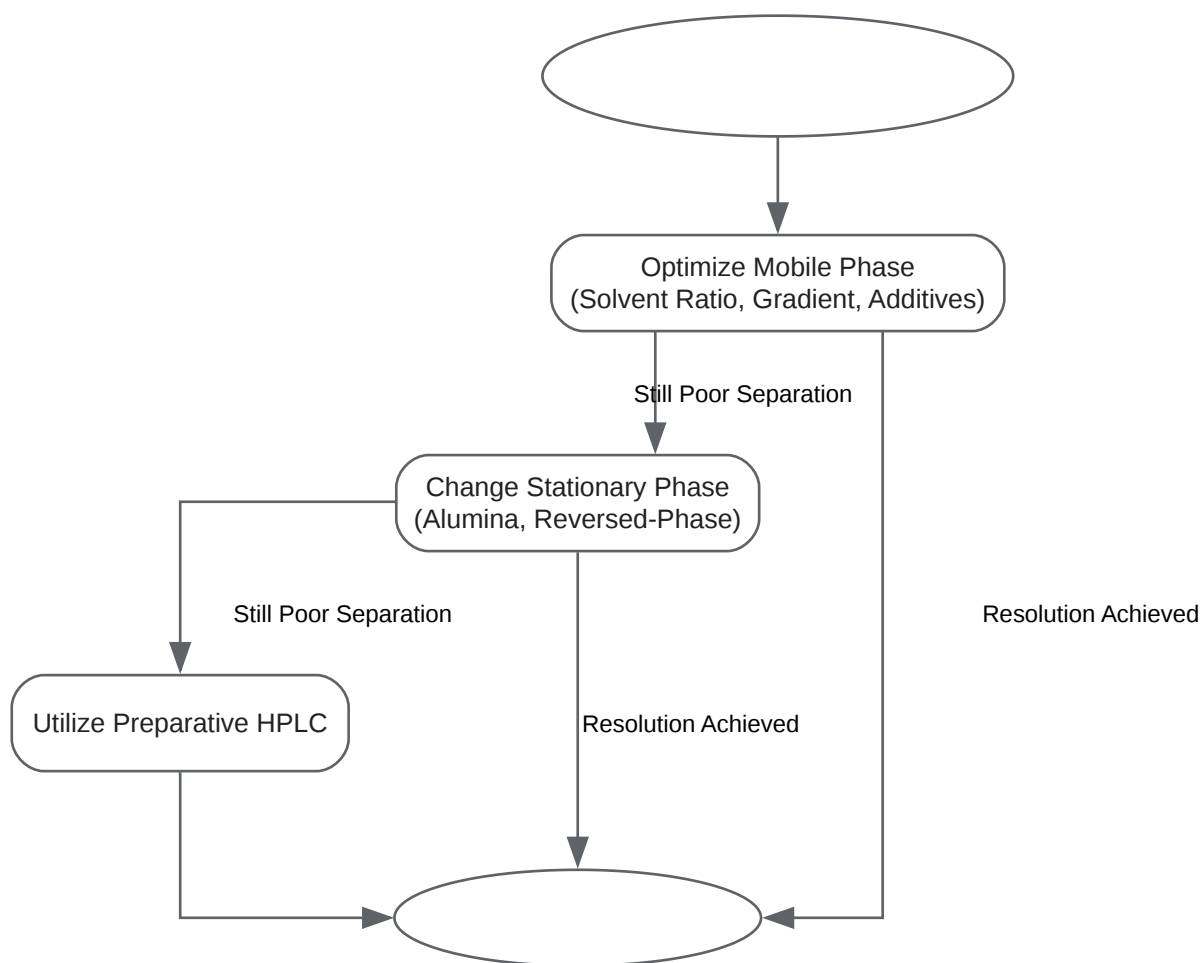 Optimize Mobile Phase
(Solvent Ratio, Gradient, Additives)
Still Poor Separation
Change Stationary Phase
(Alumina, Reversed-Phase)
Still Poor Separation
Resolution Achieved
Utilize Preparative HPLC
Resolution Achieved